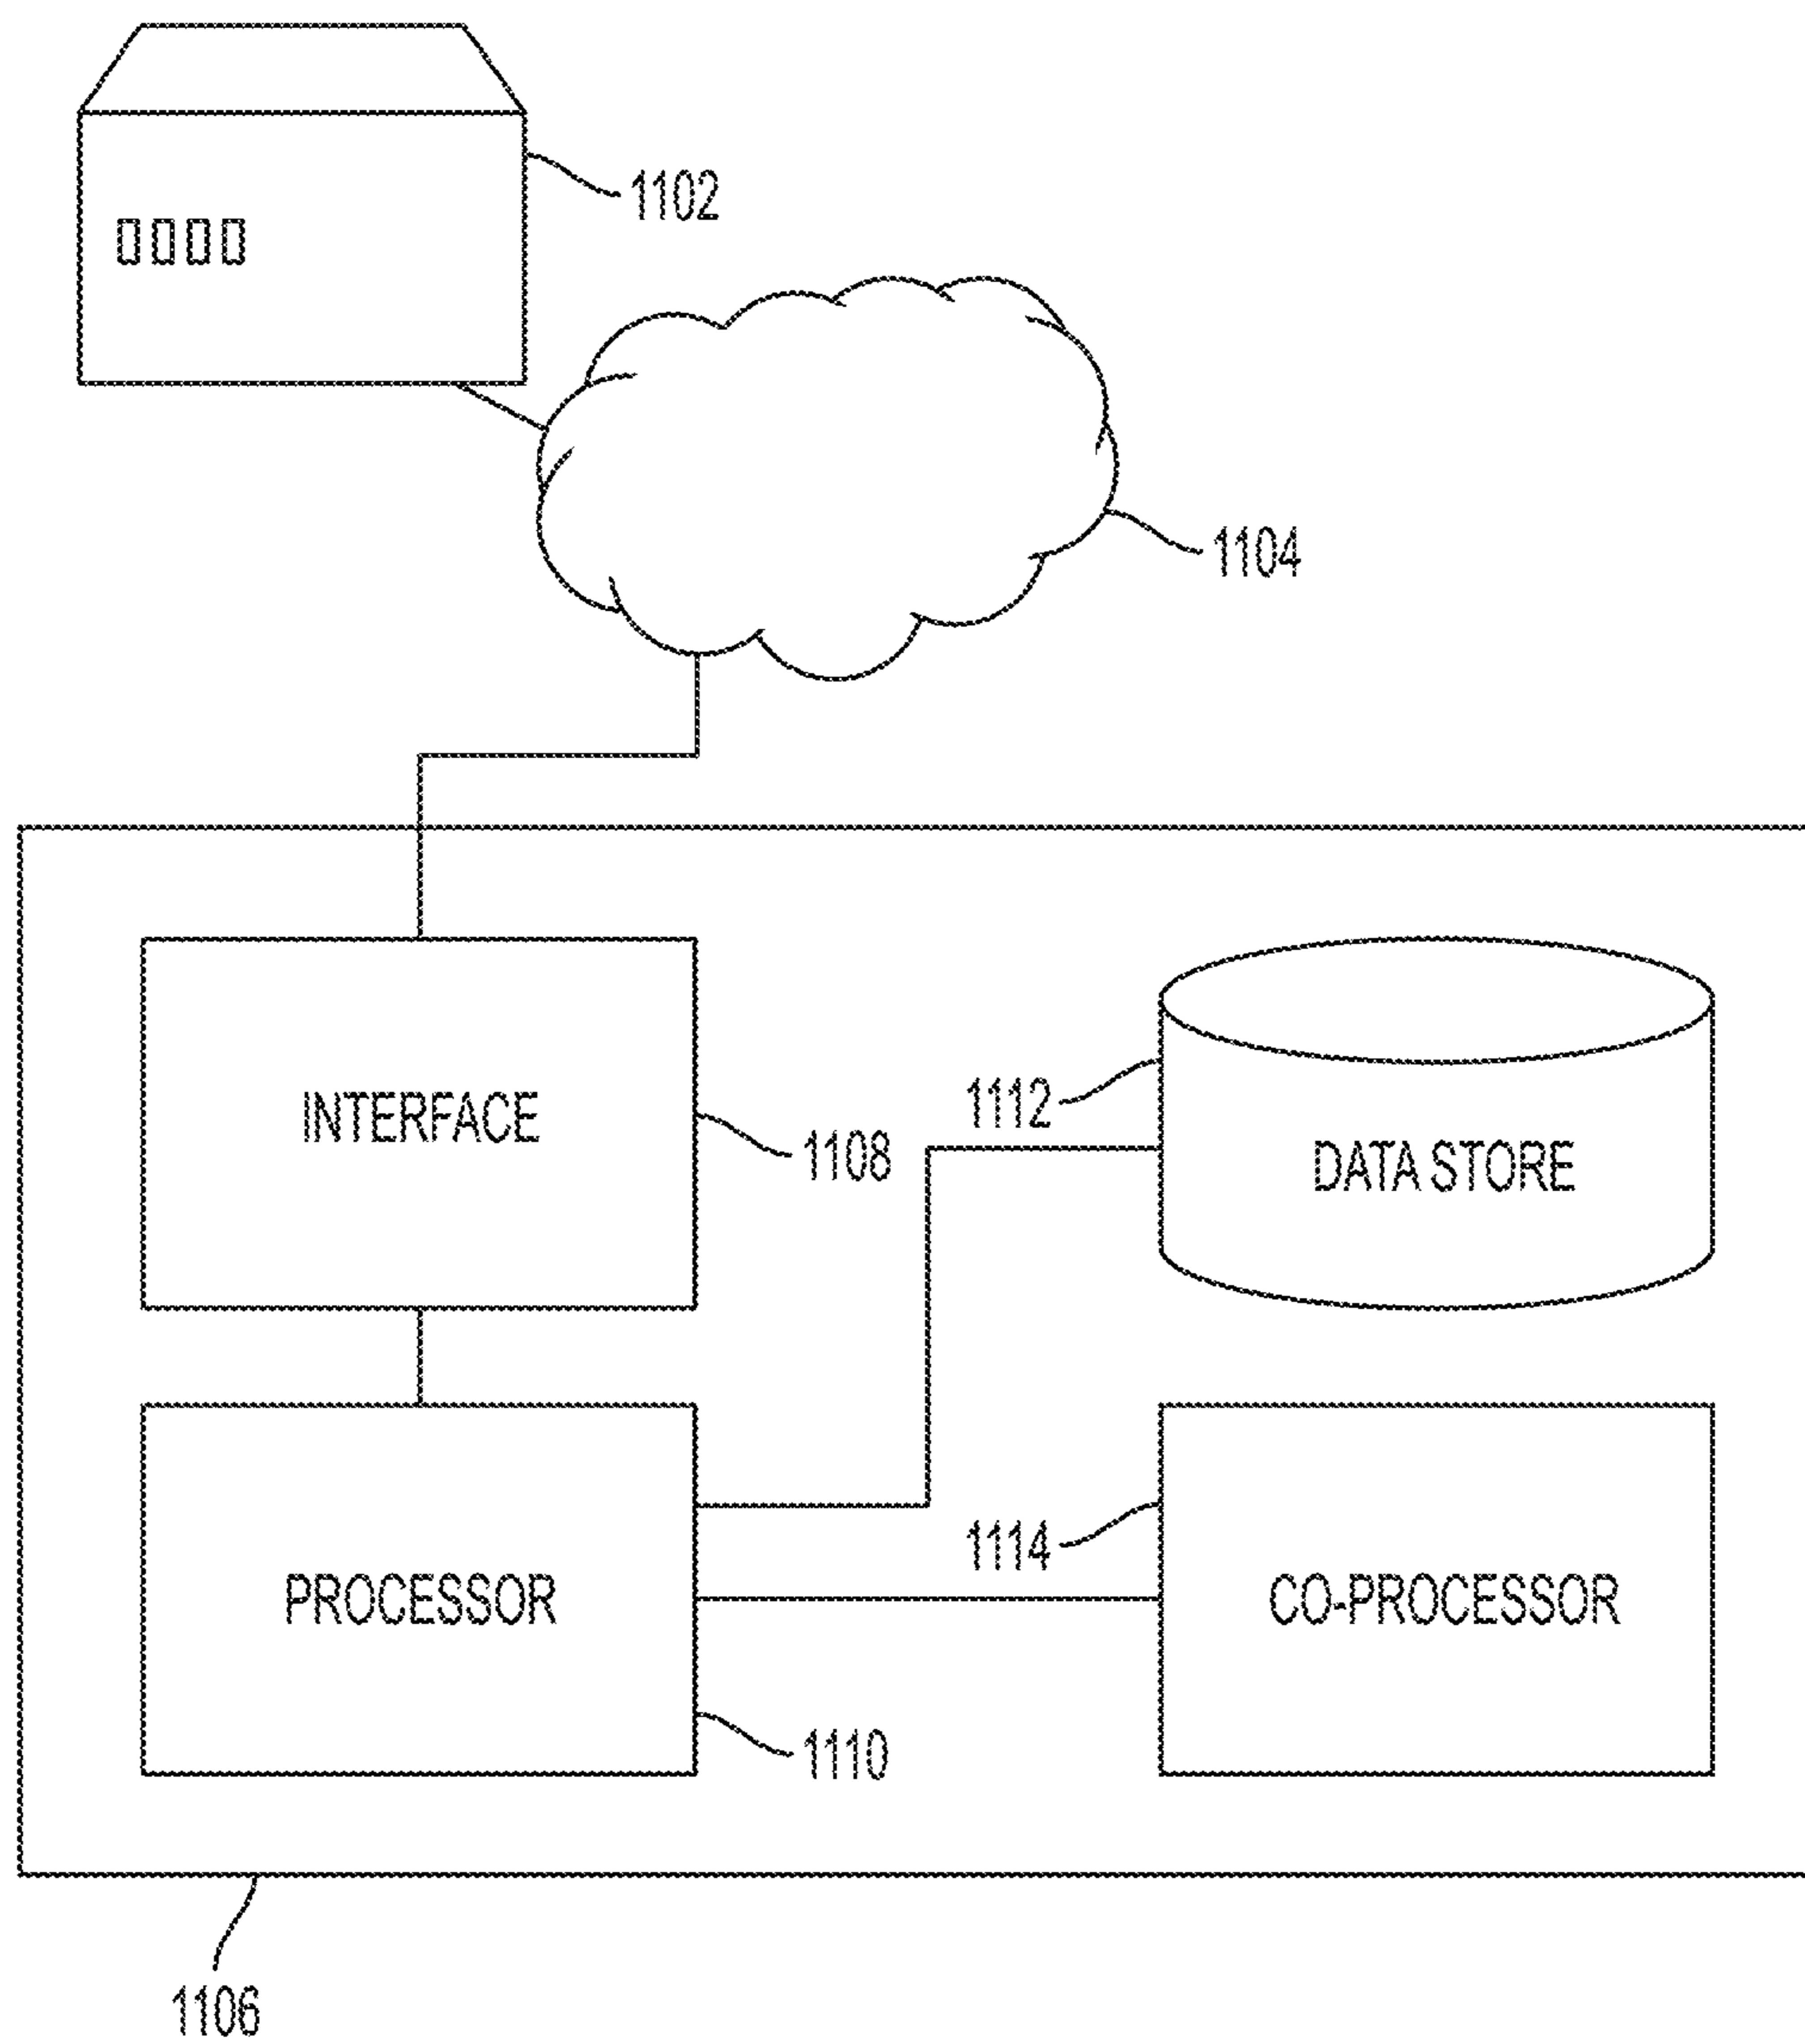 1102
1104
INTERFACE
1108
1112
DATA STORE
PROCESSOR
1110
1114
CO-PROCESSOR
1106